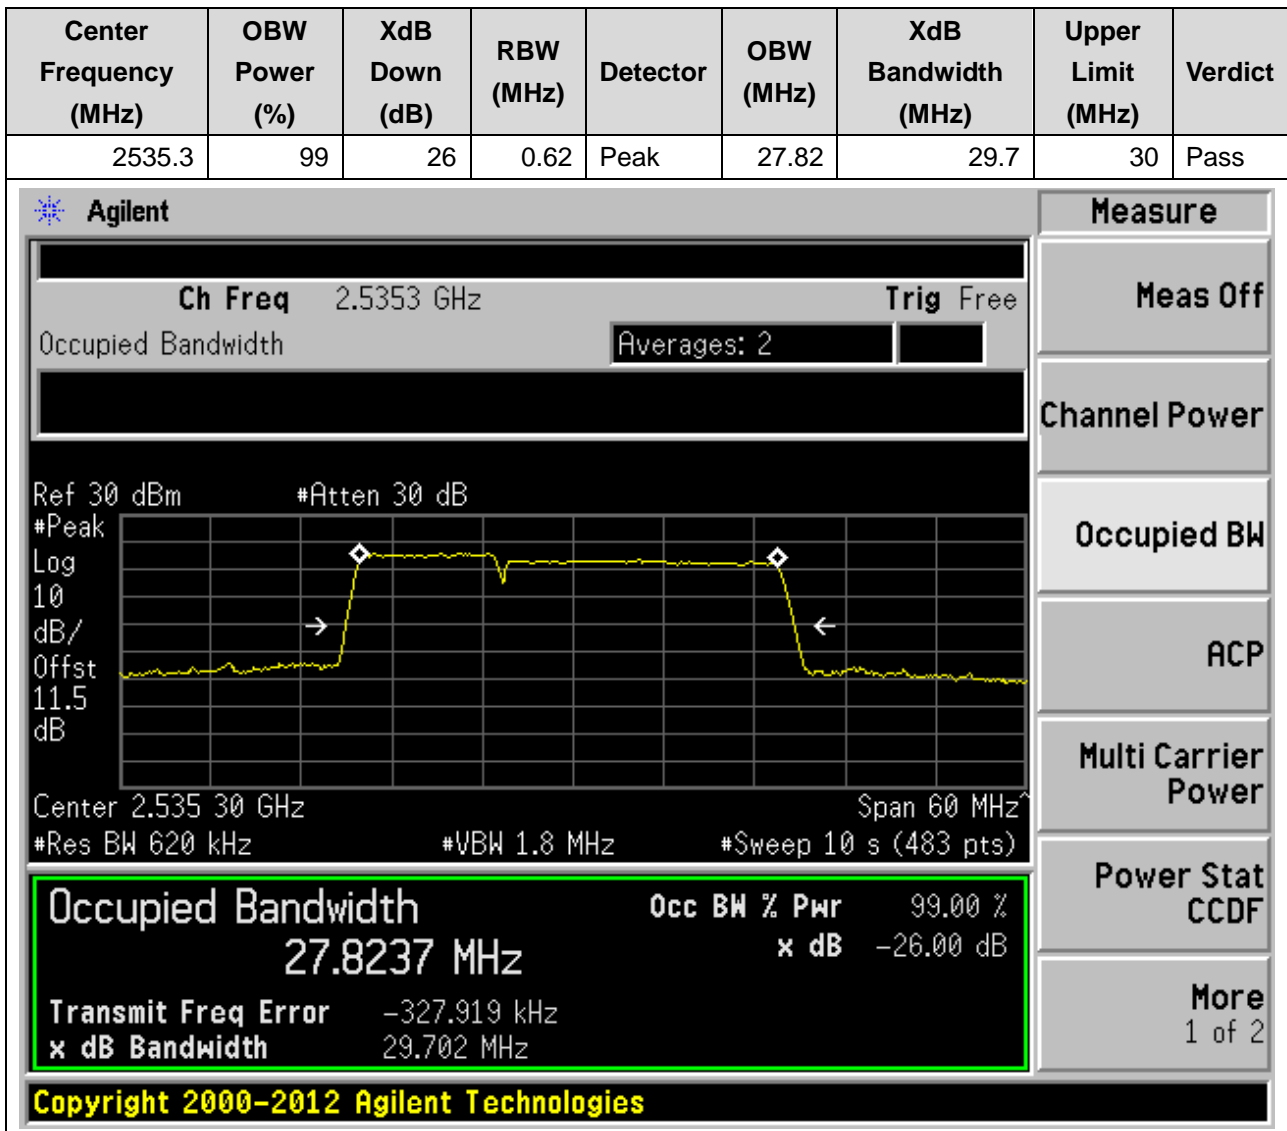 Center Frequency (MHz) OBW Power (%) XdB Down (dB) RBW (MHz) Detector OBW (MHz) XdB Bandwidth (MHz) Upper Limit (MHz) Verdict
2535.3 99 26 0.62 Peak 27.82 29.7 30 Pass
Agilent
Measure
Ch Freq 2.5353 GHz Trig Free
Meas Off
Occupied Bandwidth Averages: 2
Channel Power
Ref 30 dBm #Atten 30 dB
#Peak
Log
10
dB/
Offst
11.5
dB
Occupied BW
ACP
Multi Carrier
Power
Center 2.535 30 GHz Span 60 MHz^
#Res BW 620 kHz #VBW 1.8 MHz #Sweep 10 s (483 pts)
Power Stat
CCDF
Occupied Bandwidth Occ BW % Pwr 99.00 %
27.8237 MHz x dB -26.00 dB
Transmit Freq Error -327.919 kHz
x dB Bandwidth 29.702 MHz
More
1 of 2
Copyright 2000-2012 Agilent Technologies